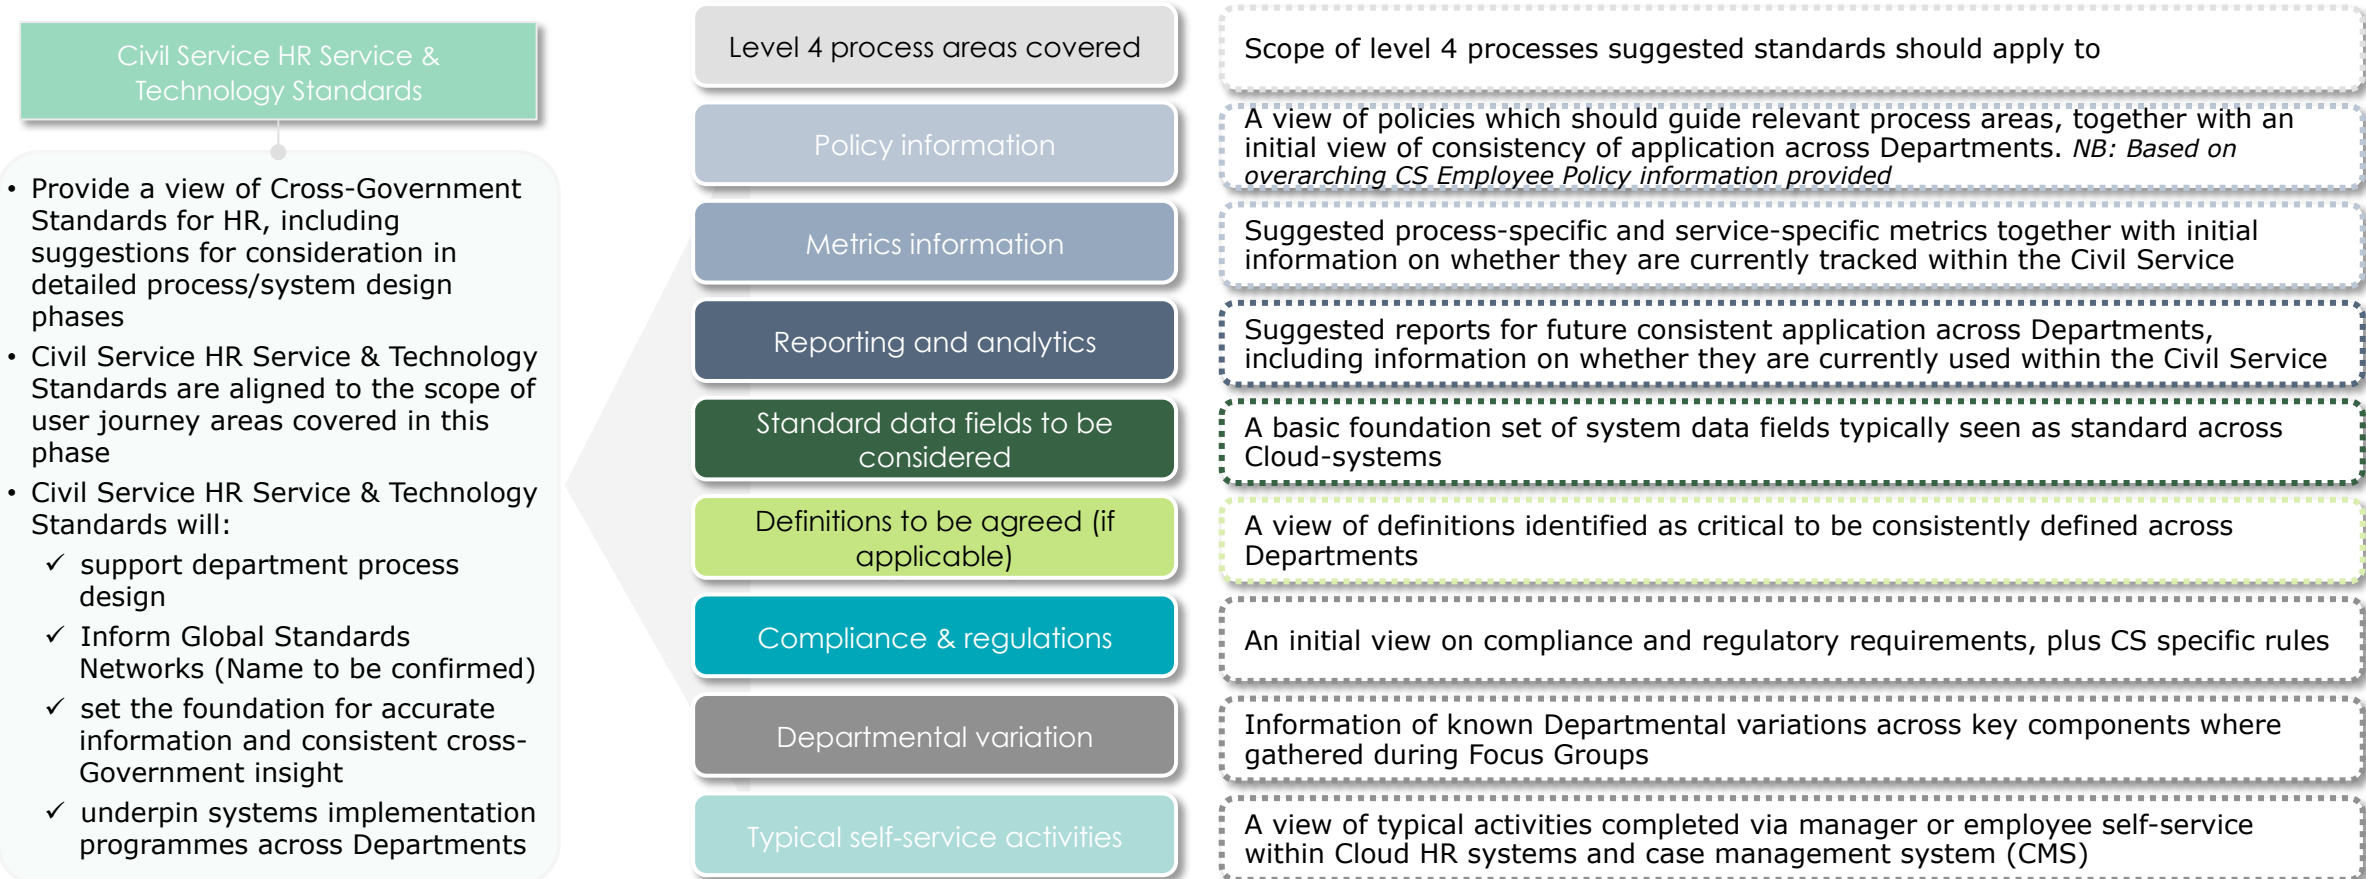 Civil Service HR Service &
Technology Standards
• Provide a view of Cross-Government
Standards for HR, including
suggestions for consideration in
detailed process/system design
phases
• Civil Service HR Service & Technology
Standards are aligned to the scope of
user journey areas covered in this
phase
• Civil Service HR Service & Technology
Standards will:
✓ support department process
design
✓ Inform Global Standards
Networks (Name to be confirmed)
✓ set the foundation for accurate
information and consistent cross-
Government insight
✓ underpin systems implementation
programmes across Departments
Level 4 process areas covered
Scope of level 4 processes suggested standards should apply to
Policy information
A view of policies which should guide relevant process areas, together with an
initial view of consistency of application across Departments. NB: Based on
overarching CS Employee Policy information provided
Metrics information
Suggested process-specific and service-specific metrics together with initial
information on whether they are currently tracked within the Civil Service
Reporting and analytics
Suggested reports for future consistent application across Departments,
including information on whether they are currently used within the Civil Service
Standard data fields to be
considered
A basic foundation set of system data fields typically seen as standard across
Cloud-systems
Definitions to be agreed (if
applicable)
A view of definitions identified as critical to be consistently defined across
Departments
Compliance & regulations
An initial view on compliance and regulatory requirements, plus CS specific rules
Departmental variation
Information of known Departmental variations across key components where
gathered during Focus Groups
Typical self-service activities
A view of typical activities completed via manager or employee self-service
within Cloud HR systems and case management system (CMS)